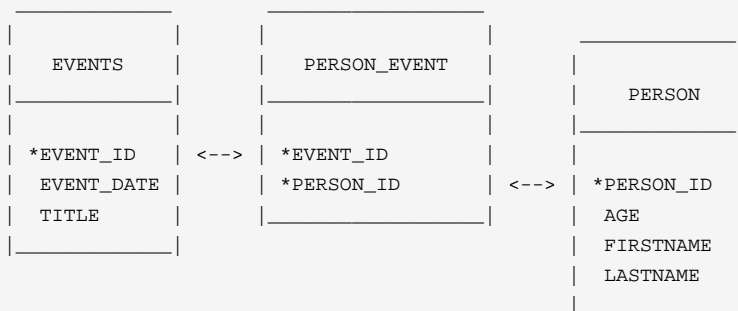 EVENTS
PERSON_EVENT
PERSON
*EVENT_ID <--> *EVENT_ID
EVENT_DATE *PERSON_ID <--> *PERSON_ID
TITLE AGE
FIRSTNAME
LASTNAME